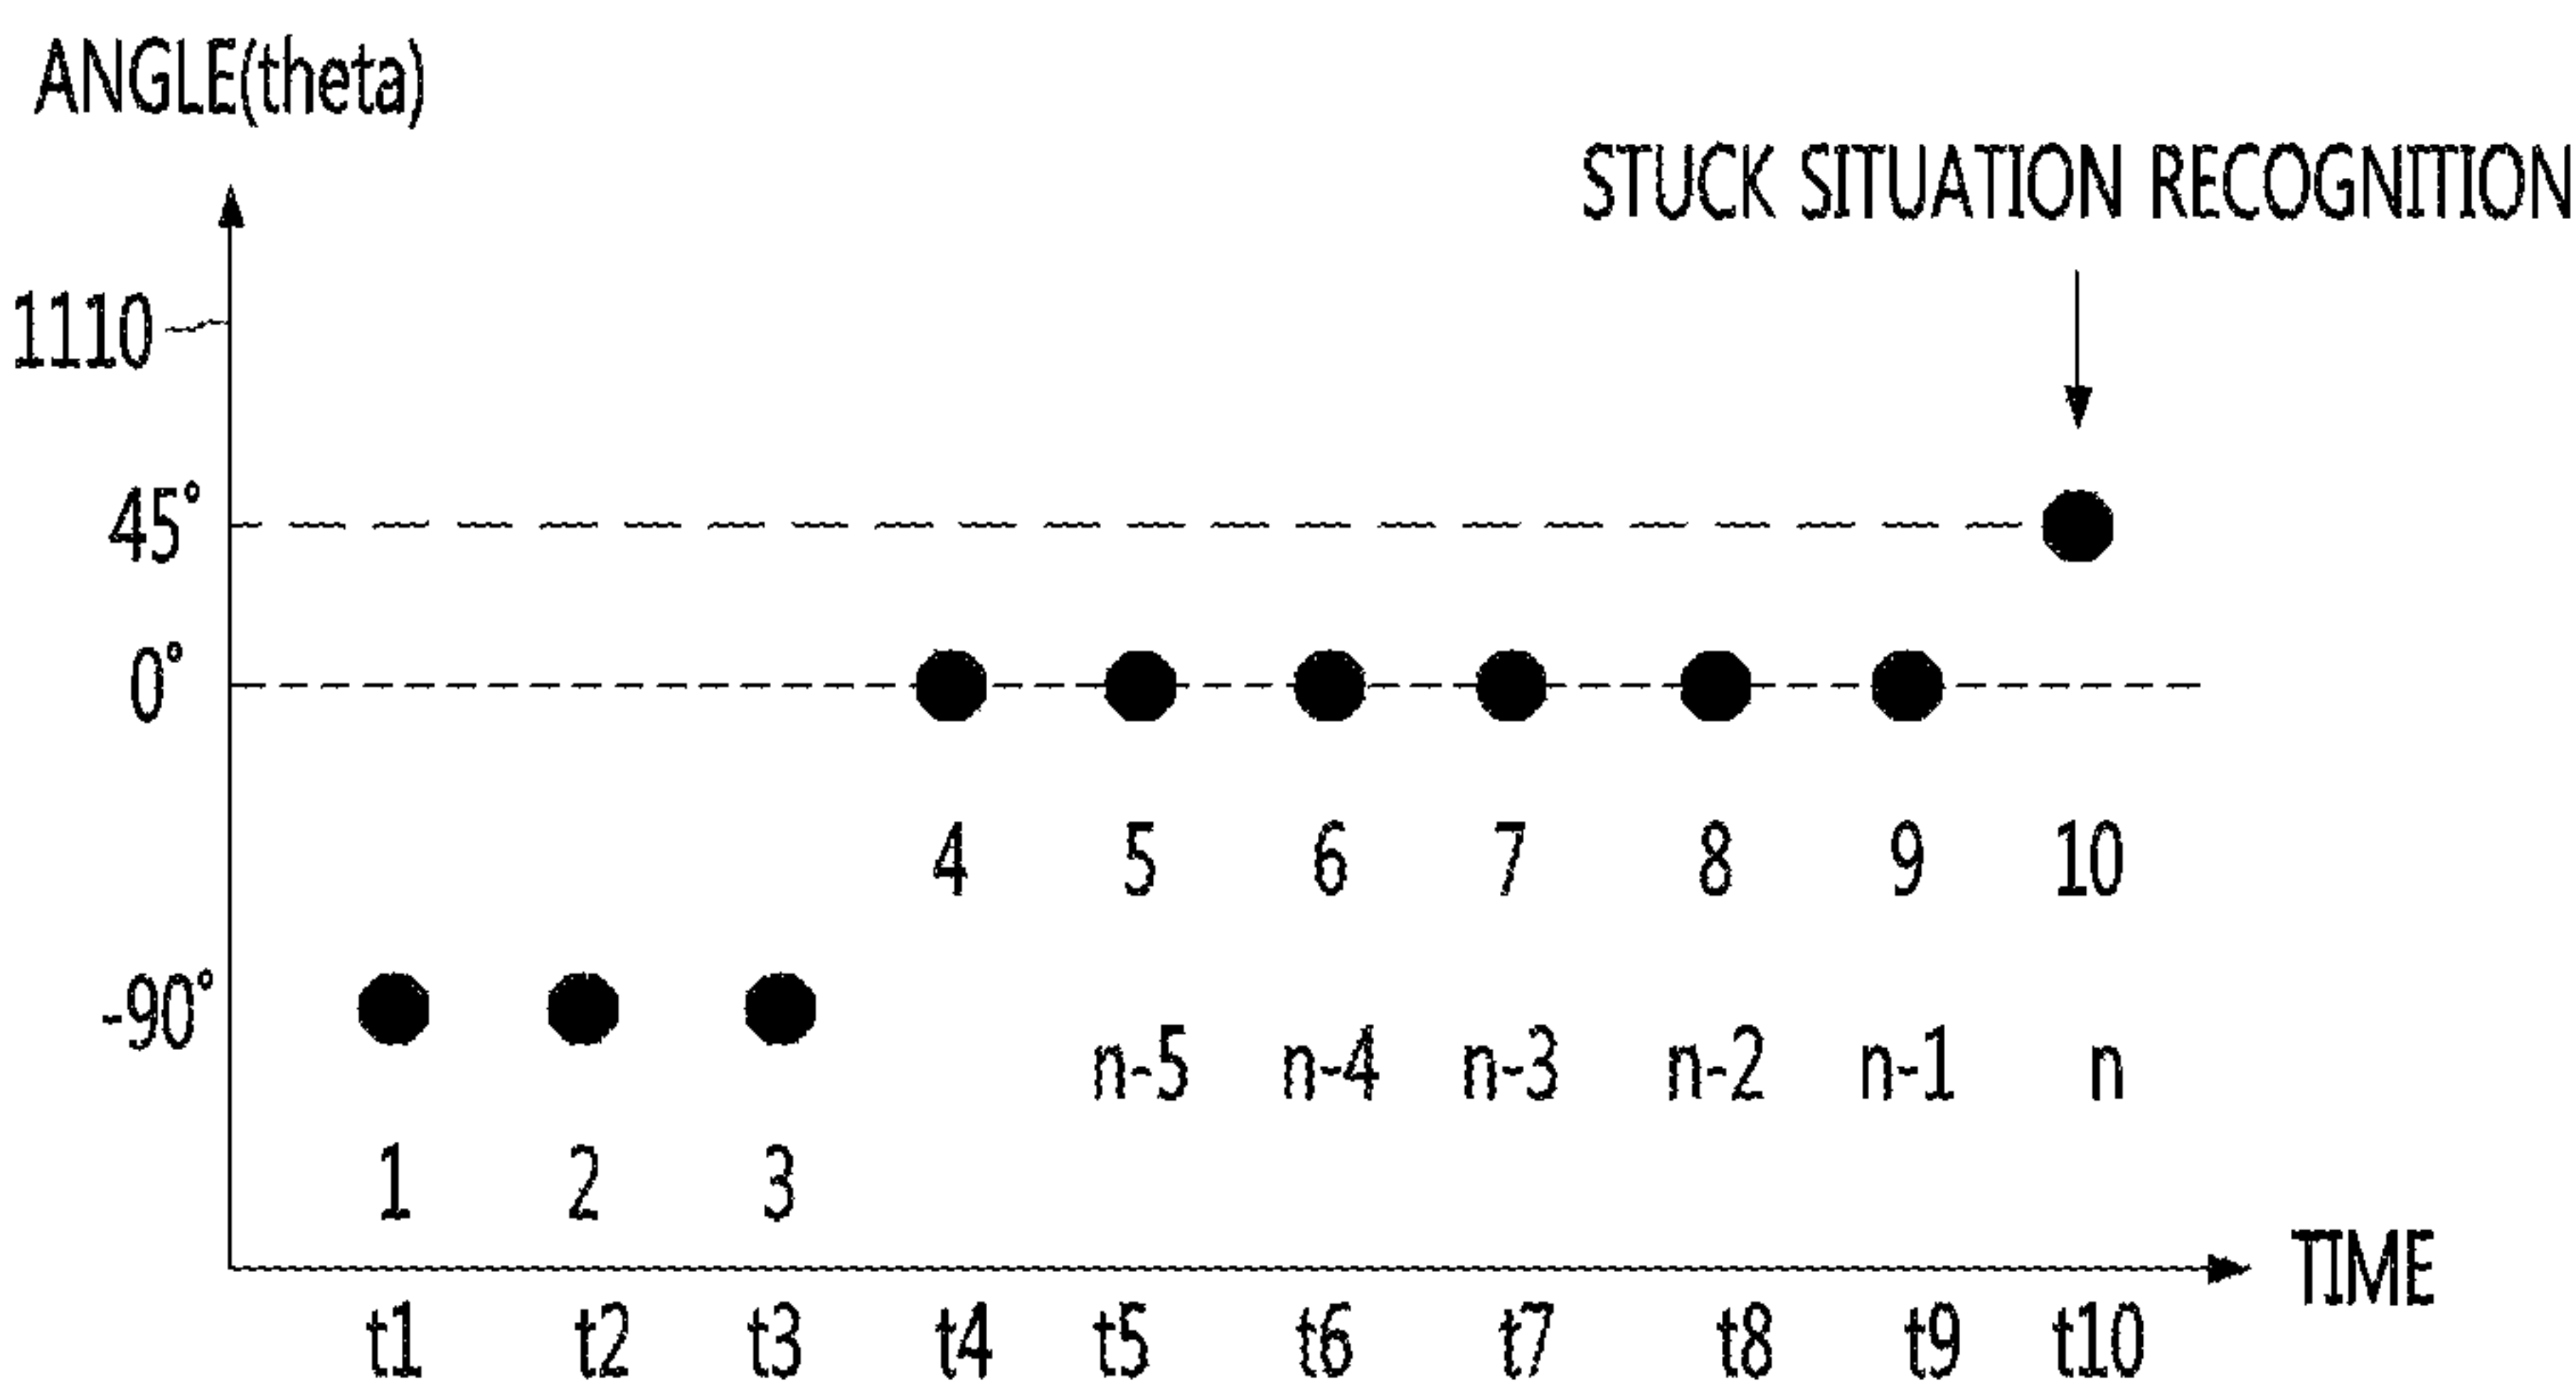 ANGLE(theta)
STUCK SITUATION RECOGNITION
1110
45°
0°
4 5 6 7 8 9 10
-90°
n-5 n-4 n-3 n-2 n-1 n
1 2 3
TIME
t1 t2 t3 t4 t5 t6 t7 t8 t9 t10